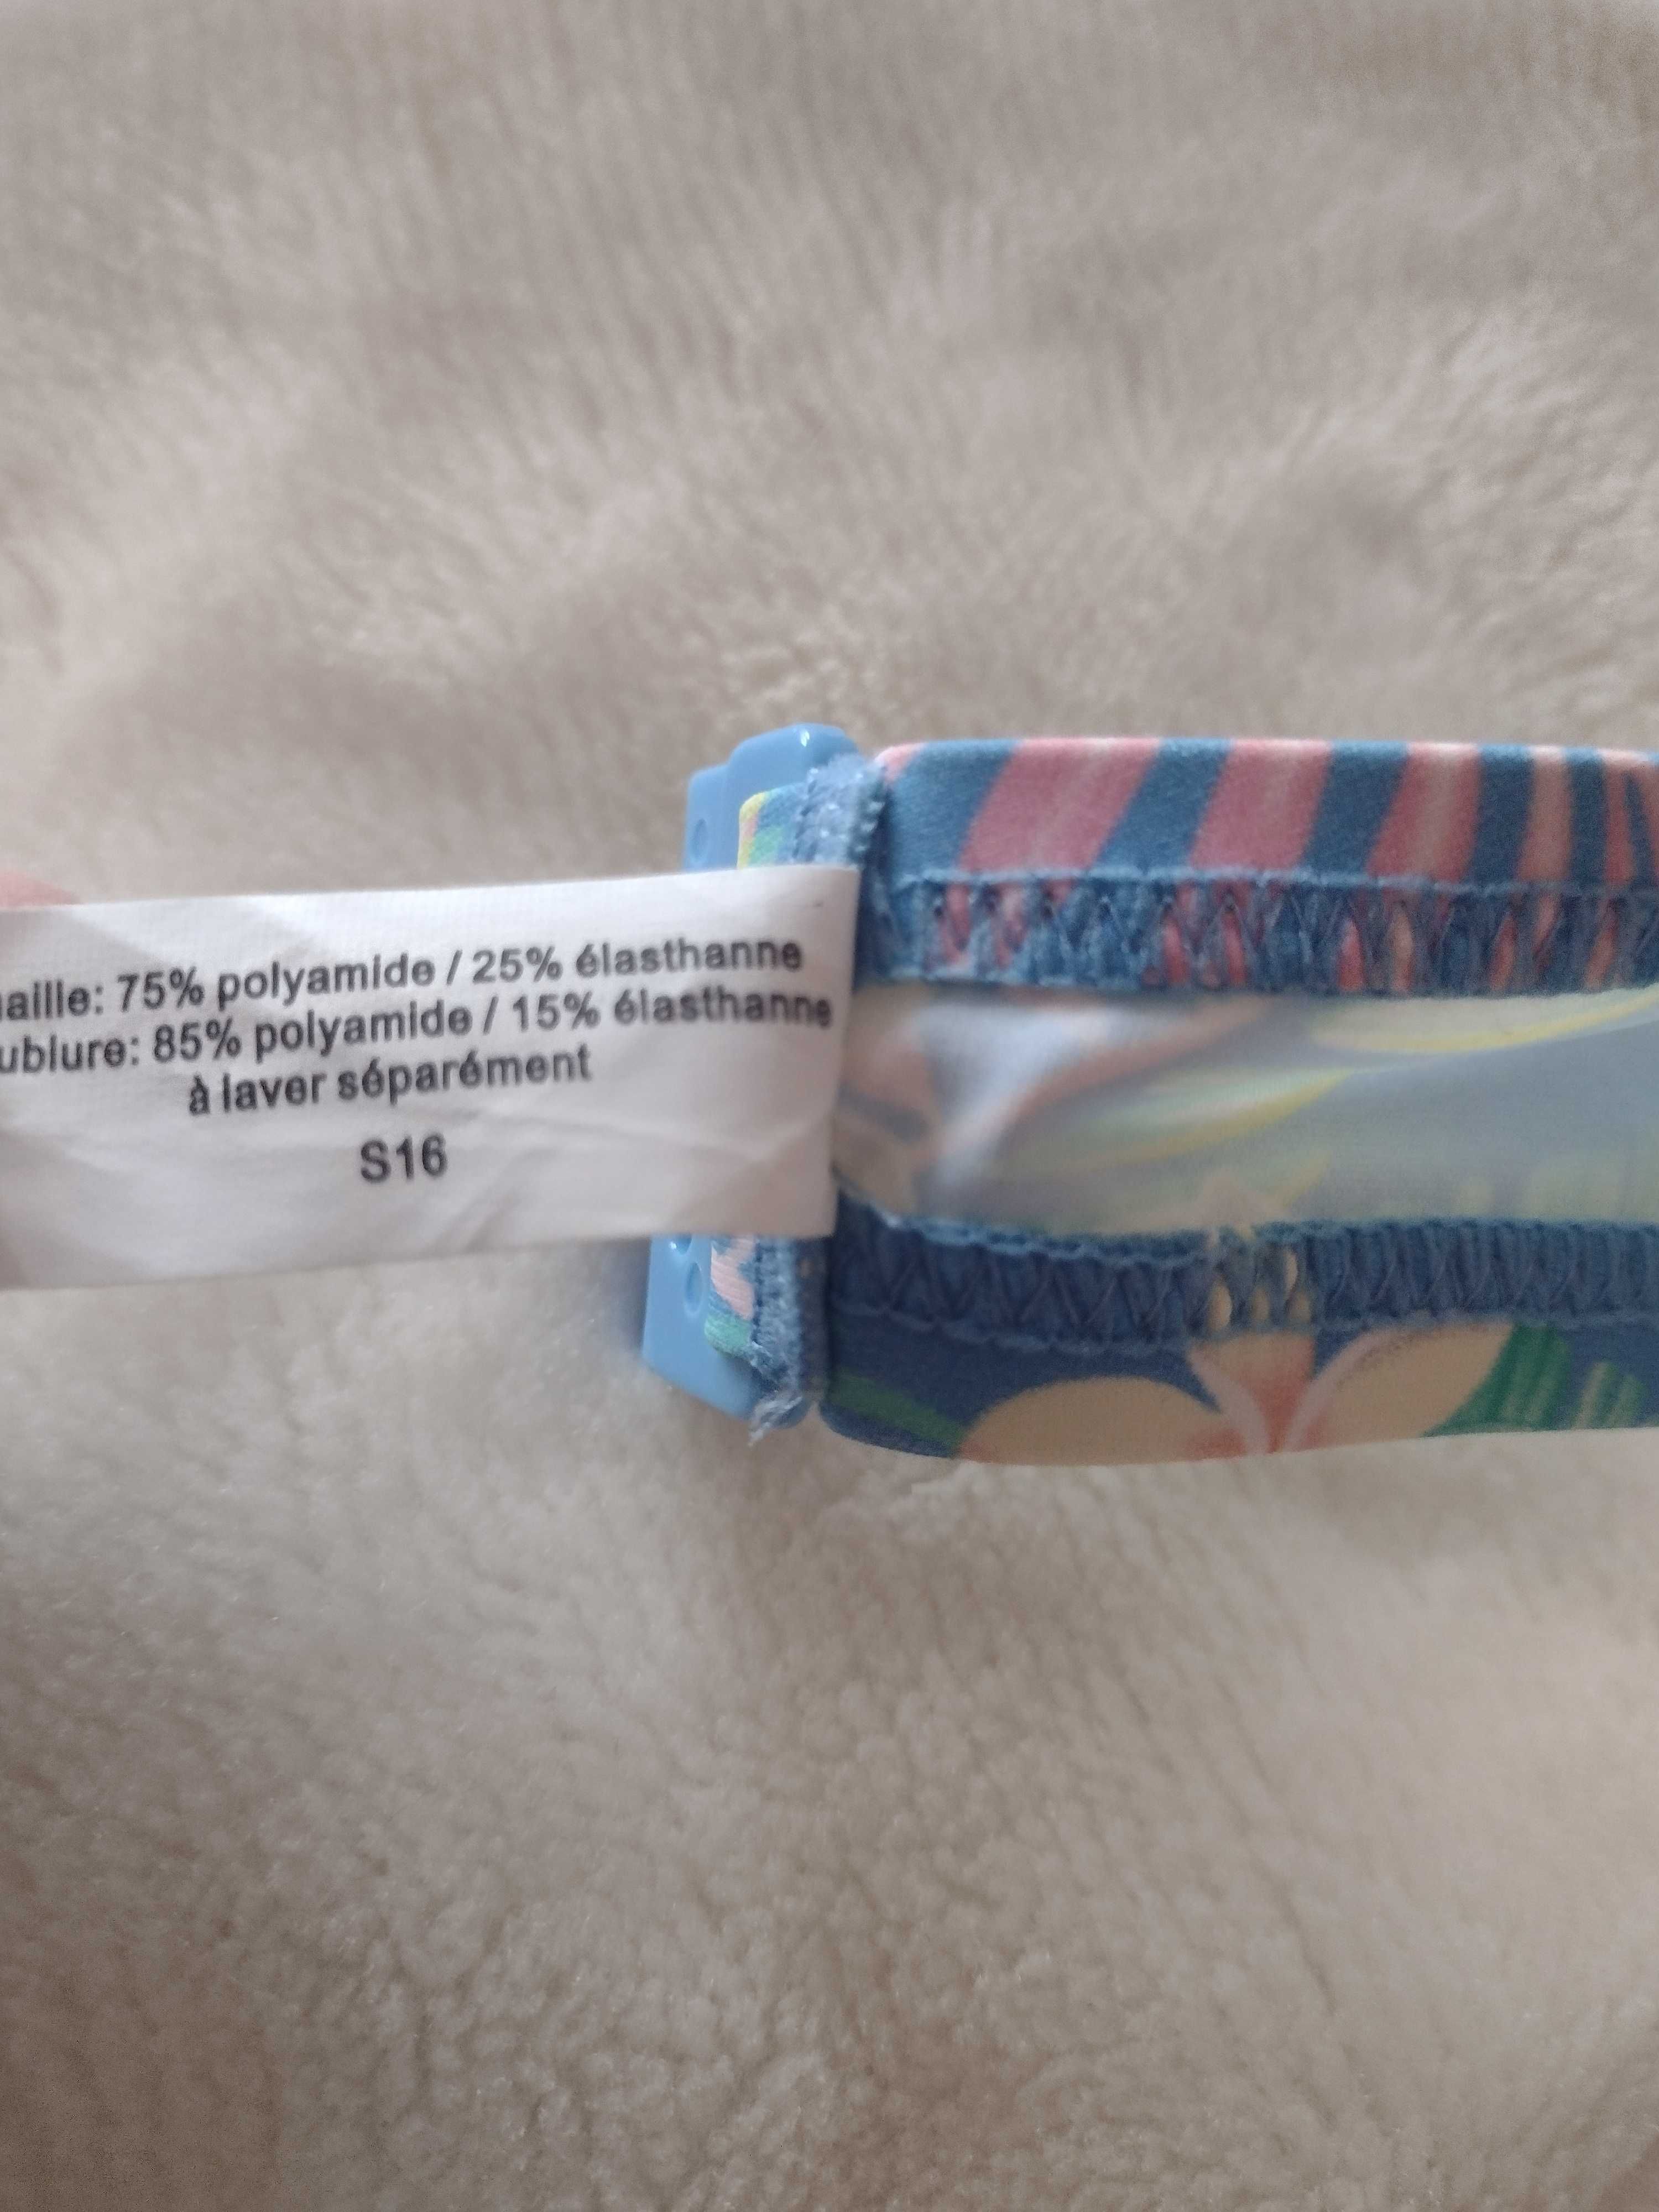 aille: 75% polyamide / 25% élasthanne
ublure: 85% polyamide / 15% élasthanne
à laver séparément
S16